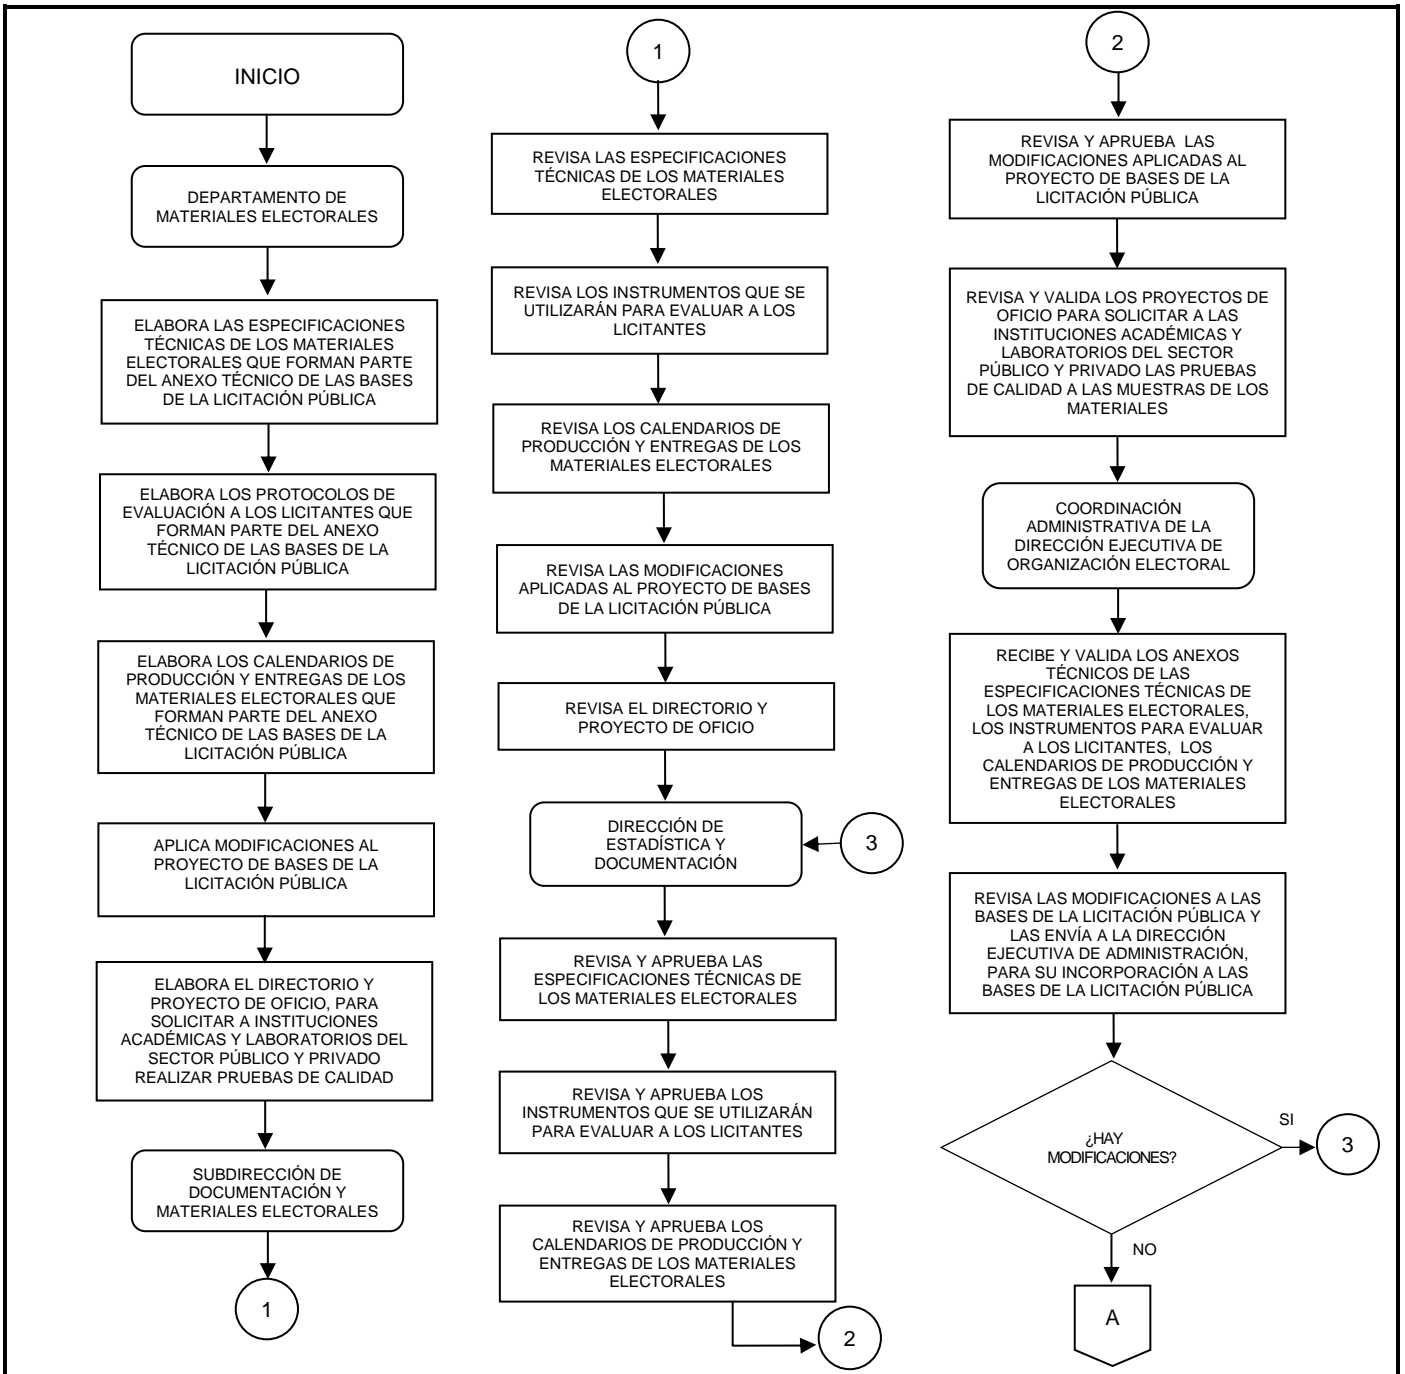 INICIO
DEPARTAMENTO DE
MATERIALES ELECTORALES
ELABORA LAS ESPECIFICACIONES
TÉCNICAS DE LOS MATERIALES
ELECTORALES QUE FORMAN PARTE
DEL ANEXO TÉCNICO DE LAS BASES
DE LA LICITACIÓN PÚBLICA
ELABORA LOS PROTOCOLOS DE
EVALUACIÓN A LOS LICITANTES QUE
FORMAN PARTE DEL ANEXO
TÉCNICO DE LAS BASES DE LA
LICITACIÓN PÚBLICA
ELABORA LOS CALENDARIOS DE
PRODUCCIÓN Y ENTREGAS DE LOS
MATERIALES ELECTORALES QUE
FORMAN PARTE DEL ANEXO
TÉCNICO DE LAS BASES DE LA
LICITACIÓN PÚBLICA
APLICA MODIFICACIONES AL
PROYECTO DE BASES DE LA
LICITACIÓN PÚBLICA
ELABORA EL DIRECTORIO Y
PROYECTO DE OFICIO, PARA
SOLICITAR A INSTITUCIONES
ACADÉMICAS Y LABORATORIOS DEL
SECTOR PÚBLICO Y PRIVADO
REALIZAR PRUEBAS DE CALIDAD
SUBDIRECCIÓN DE
DOCUMENTACIÓN Y
MATERIALES ELECTORALES
1
1
REVISA LAS ESPECIFICACIONES
TÉCNICAS DE LOS MATERIALES
ELECTORALES
REVISA LOS INSTRUMENTOS QUE SE
UTILIZARÁN PARA EVALUAR A LOS
LICITANTES
REVISA LOS CALENDARIOS DE
PRODUCCIÓN Y ENTREGAS DE LOS
MATERIALES ELECTORALES
REVISA LAS MODIFICACIONES
APLICADAS AL PROYECTO DE BASES
DE LA LICITACIÓN PÚBLICA
REVISA EL DIRECTORIO Y
PROYECTO DE OFICIO
DIRECCIÓN DE
ESTADÍSTICA Y
DOCUMENTACIÓN
3
REVISA Y APRUEBA LAS
ESPECIFICACIONES TÉCNICAS DE
LOS MATERIALES ELECTORALES
REVISA Y APRUEBA LOS
INSTRUMENTOS QUE SE UTILIZARÁN
PARA EVALUAR A LOS LICITANTES
REVISA Y APRUEBA LOS
CALENDARIOS DE PRODUCCIÓN Y
ENTREGAS DE LOS MATERIALES
ELECTORALES
2
2
REVISA Y APRUEBA LAS
MODIFICACIONES APLICADAS AL
PROYECTO DE BASES DE LA
LICITACIÓN PÚBLICA
REVISA Y VALIDA LOS PROYECTOS DE
OFICIO PARA SOLICITAR A LAS
INSTITUCIONES ACADÉMICAS Y
LABORATORIOS DEL SECTOR
PÚBLICO Y PRIVADO LAS PRUEBAS
DE CALIDAD A LAS MUESTRAS DE LOS
MATERIALES
COORDINACIÓN
ADMINISTRATIVA DE LA
DIRECCIÓN EJECUTIVA DE
ORGANIZACIÓN ELECTORAL
RECIBE Y VALIDA LOS ANEXOS
TÉCNICOS DE LAS
ESPECIFICACIONES TÉCNICAS DE
LOS MATERIALES ELECTORALES,
LOS INSTRUMENTOS PARA EVALUAR
A LOS LICITANTES, LOS
CALENDARIOS DE PRODUCCIÓN Y
ENTREGAS DE LOS MATERIALES
ELECTORALES
REVISA LAS MODIFICACIONES A LAS
BASES DE LA LICITACIÓN PÚBLICA Y
LAS ENVÍA A LA DIRECCIÓN
EJECUTIVA DE ADMINISTRACIÓN,
PARA SU INCORPORACIÓN A LAS
BASES DE LA LICITACIÓN PÚBLICA
¿HAY
MODIFICACIONES?
SI
3
NO
A